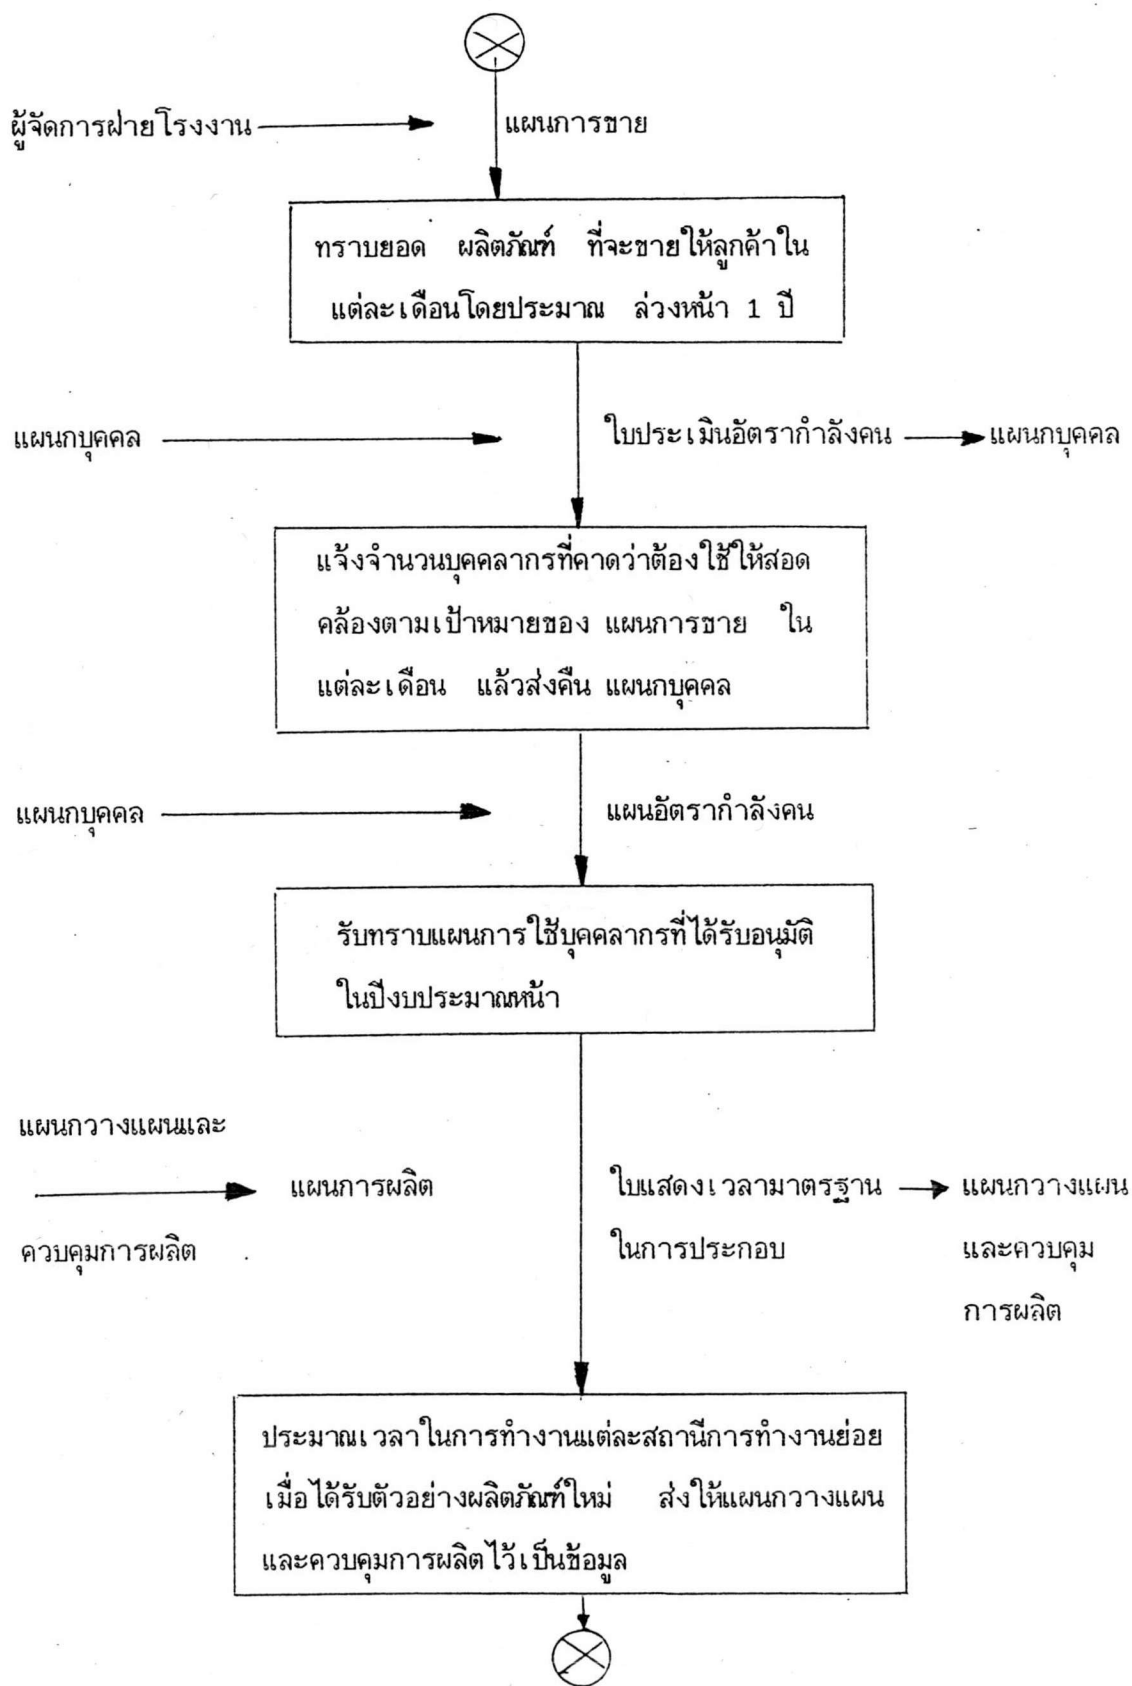 ผู้จัดการฝ่ายโรงงาน
แผนการขาย
ทราบยอด ผลิตภัณฑ์ ที่จะขายให้ลูกค้าใน
แต่ละเดือนโดยประมาณ ล่วงหน้า 1 ปี
แผนกบุคคล
ใบประเมินอัตรากำลังคน
แผนกบุคคล
แจ้งจำนวนบุคคลากรที่คาดว่าต้องใช้ให้สอด
คล้องตามเป้าหมายของ แผนการขาย ใน
แต่ละเดือน แล้วส่งคืน แผนกบุคคล
แผนกบุคคล
แผนอัตรากำลังคน
รับทราบแผนการใช้บุคคลากรที่ได้รับอนุมัติ
ในปีงบประมาณหน้า
แผนกวางแผนและ
ควบคุมการผลิต
แผนการผลิต
ใบแสดงเวลามาตรฐาน
ในการประกอบ
แผนกวางแผน
และควบคุม
การผลิต
ประมาณเวลาในการทำงานแต่ละสถานีการทำงานย่อย
เมื่อได้รับตัวอย่างผลิตภัณฑ์ใหม่ ส่งให้แผนกวางแผน
และควบคุมการผลิตไว้เป็นข้อมูล